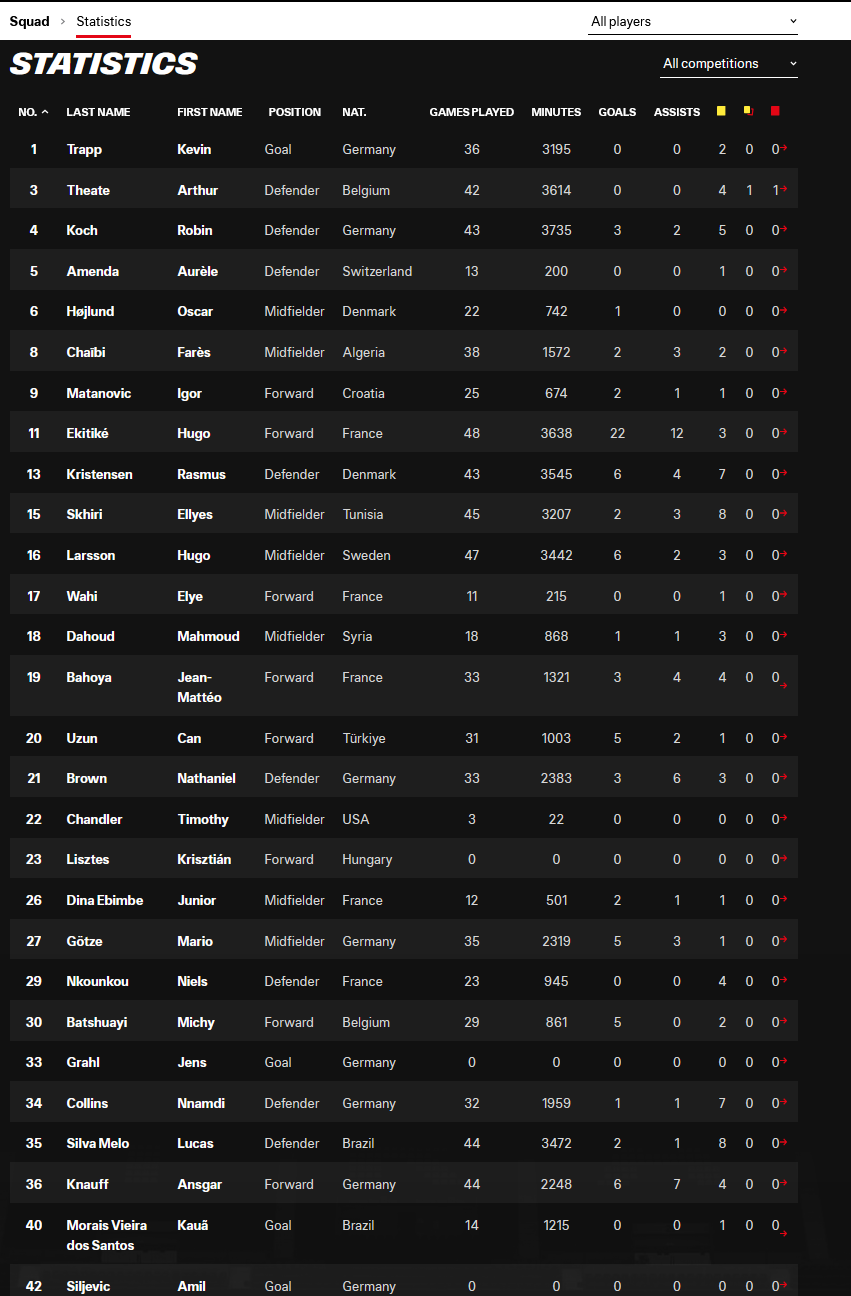 Squad > Statistics All players
STATISTICS
All competitions
NO. LAST NAME FIRST NAME POSITION NAT. GAMES PLAYED MINUTES GOALS ASSISTS
1 Trapp Kevin Goal Germany 36 3195 0 0 2 0 0
3 Theate Arthur Defender Belgium 42 3614 0 0 4 1 1
4 Koch Robin Defender Germany 43 3735 3 2 5 0 0
5 Amenda Aurèle Defender Switzerland 13 200 0 0 1 0 0
6 Højlund Oscar Midfielder Denmark 22 742 1 0 0 0 0
8 Chaïbi Farès Midfielder Algeria 38 1572 2 3 2 0 0
9 Matanovic Igor Forward Croatia 25 674 2 1 1 0 0
11 Ekitiké Hugo Forward France 48 3638 22 12 3 0 0
13 Kristensen Rasmus Defender Denmark 43 3545 6 4 7 0 0
15 Skhiri Ellyes Midfielder Tunisia 45 3207 2 3 8 0 0
16 Larsson Hugo Midfielder Sweden 47 3442 6 2 3 0 0
17 Wahi Elye Forward France 11 215 0 0 1 0 0
18 Dahoud Mahmoud Midfielder Syria 18 868 1 1 3 0 0
19 Bahoya Jean- Forward France 33 1321 3 4 4 0 0
Mattéo
20 Uzun Can Forward Türkiye 31 1003 5 2 1 0 0
21 Brown Nathaniel Defender Germany 33 2383 3 6 3 0 0
22 Chandler Timothy Midfielder USA 3 22 0 0 0 0 0
23 Lisztes Krisztián Forward Hungary 0 0 0 0 0 0 0
26 Dina Ebimbe Junior Midfielder France 12 501 2 1 1 0 0
27 Götze Mario Midfielder Germany 35 2319 5 3 1 0 0
29 Nkounkou Niels Defender France 23 945 0 0 4 0 0
30 Batshuayi Michy Forward Belgium 29 861 5 0 2 0 0
33 Grahl Jens Goal Germany 0 0 0 0 0 0 0
34 Collins Nnamdi Defender Germany 32 1959 1 1 7 0 0
35 Silva Melo Lucas Defender Brazil 44 3472 2 1 8 0 0
36 Knauff Ansgar Forward Germany 44 2248 6 7 4 0 0
40 Morais Vieira Kauã Goal Brazil 14 1215 0 0 1 0 0
dos Santos
42 Siljevic Amil Goal Germany 0 0 0 0 0 0 0